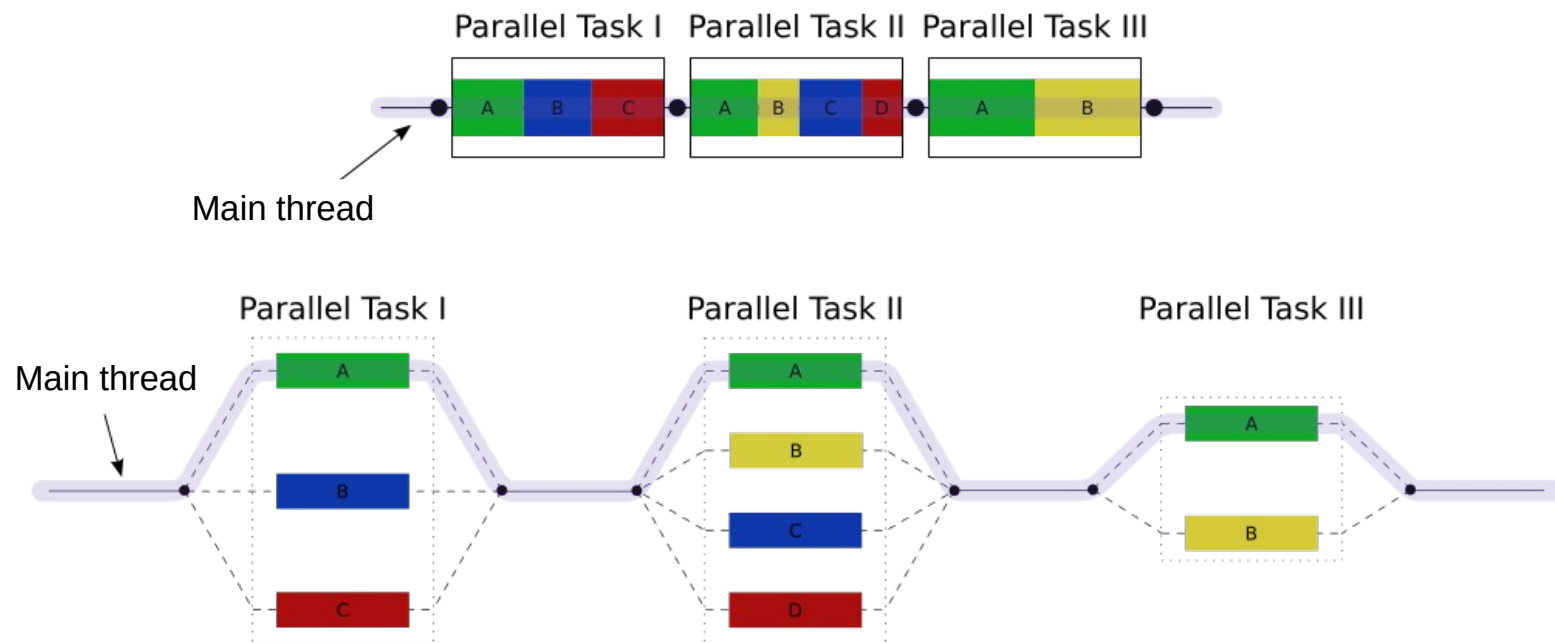 Parallel Task I Parallel Task II Parallel Task III
A B C A B C D A B
Main thread
Parallel Task I Parallel Task II Parallel Task III
Main thread
A A
B A
B C B
C D